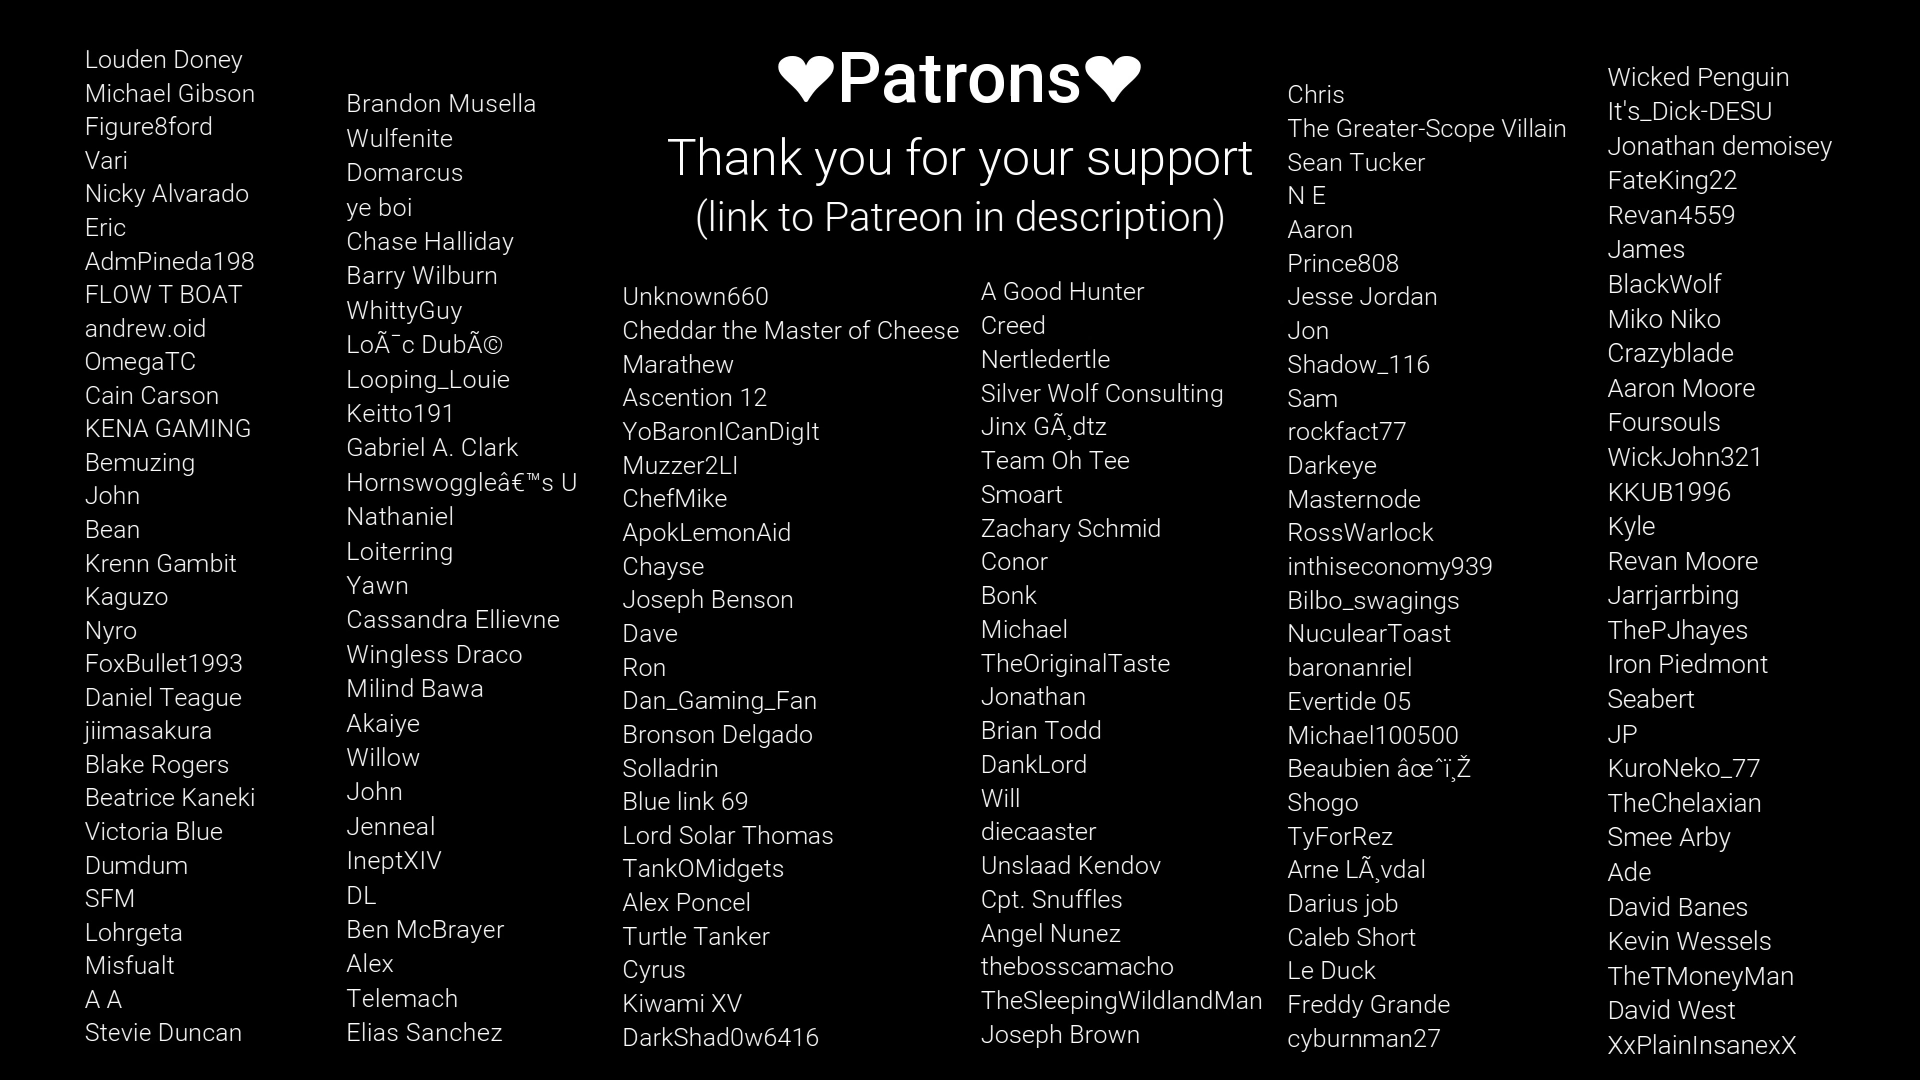 ❤Patrons❤
Thank you for your support
(link to Patreon in description)
Louden Doney
Michael Gibson
Figure8ford
Vari
Nicky Alvarado
Eric
AdmPineda198
FLOW T BOAT
andrew.oid
OmegaTC
Cain Carson
KENA GAMING
Bemuzing
John
Bean
Krenn Gambit
Kaguzo
Nyro
FoxBullet1993
Daniel Teague
jiimasakura
Blake Rogers
Beatrice Kaneki
Victoria Blue
Dumdum
SFM
Lohrgeta
Misfualt
A A
Stevie Duncan
Brandon Musella
Wulfenite
Domarcus
ye boi
Chase Halliday
Barry Wilburn
WhittyGuy
LoÃ¯c DubÃ©
Looping_Louie
Keitto191
Gabriel A. Clark
Hornswoggleâ€™s U
Nathaniel
Loiterring
Yawn
Cassandra Ellievne
Wingless Draco
Milind Bawa
Akaiye
Willow
John
Jenneal
IneptXIV
DL
Ben McBrayer
Alex
Telemach
Elias Sanchez
Unknown660
Cheddar the Master of Cheese
Marathew
Ascention 12
YoBaronICanDigIt
Muzzer2LI
ChefMike
ApokLemonAid
Chayse
Joseph Benson
Dave
Ron
Dan_Gaming_Fan
Bronson Delgado
Solladrin
Blue link 69
Lord Solar Thomas
TankOMidgets
Alex Poncel
Turtle Tanker
Cyrus
Kiwami XV
DarkShad0w6416
A Good Hunter
Creed
Nertledertle
Silver Wolf Consulting
Jinx GÃ¸dtz
Team Oh Tee
Smoart
Zachary Schmid
Conor
Bonk
Michael
TheOriginalTaste
Jonathan
Brian Todd
DankLord
Will
diecaaster
Unslaad Kendov
Cpt. Snuffles
Angel Nunez
thebosscamacho
TheSleepingWildlandMan
Joseph Brown
Chris
The Greater-Scope Villain
Sean Tucker
N E
Aaron
Prince808
Jesse Jordan
Jon
Shadow_116
Sam
rockfact77
Darkeye
Masternode
RossWarlock
inthiseconomy939
Bilbo_swagings
NuculearToast
baronanriel
Evertide 05
Michael100500
Beaubien âœˆï¸Ž
Shogo
TyForRez
Arne LÃ¸vdal
Darius job
Caleb Short
Le Duck
Freddy Grande
cyburnman27
Wicked Penguin
It's_Dick-DESU
Jonathan demoisey
FateKing22
Revan4559
James
BlackWolf
Miko Niko
Crazyblade
Aaron Moore
Foursouls
WickJohn321
KKUB1996
Kyle
Revan Moore
Jarrjarrbing
ThePJhayes
Iron Piedmont
Seabert
JP
KuroNeko_77
TheChelaxian
Smee Arby
Ade
David Banes
Kevin Wessels
TheTMoneyMan
David West
XxPlainInsanexX